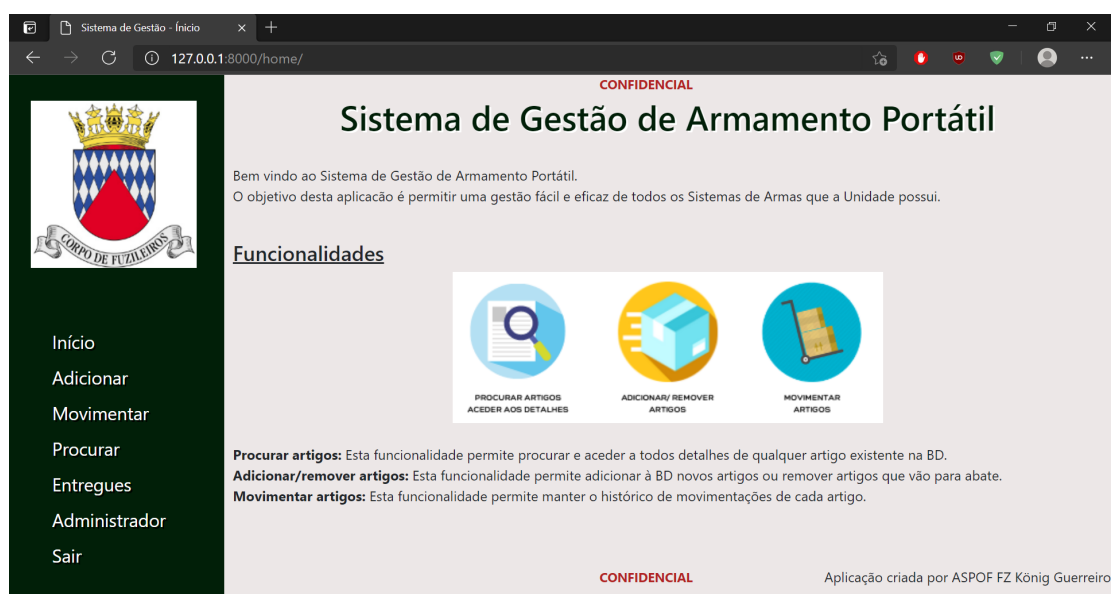 Sistema de Gestão - Ínicio
127.0.0.1:8000/home/
CONFIDENCIAL
Sistema de Gestão de Armamento Portátil
CORPO DE FUZILEIROS
Início
Adicionar
Movimentar
Procurar
Entregues
Administrador
Sair
Bem vindo ao Sistema de Gestão de Armamento Portátil.
O objetivo desta aplicacão é permitir uma gestão fácil e eficaz de todos os Sistemas de Armas que a Unidade possui.
Funcionalidades
PROCURAR ARTIGOS
ACEDER AOS DETALHES
ADICIONAR/ REMOVER
ARTIGOS
MOVIMENTAR
ARTIGOS
Procurar artigos: Esta funcionalidade permite procurar e aceder a todos detalhes de qualquer artigo existente na BD.
Adicionar/remover artigos: Esta funcionalidade permite adicionar à BD novos artigos ou remover artigos que vão para abate.
Movimentar artigos: Esta funcionalidade permite manter o histórico de movimentações de cada artigo.
CONFIDENCIAL
Aplicação criada por ASPOF FZ König Guerreiro